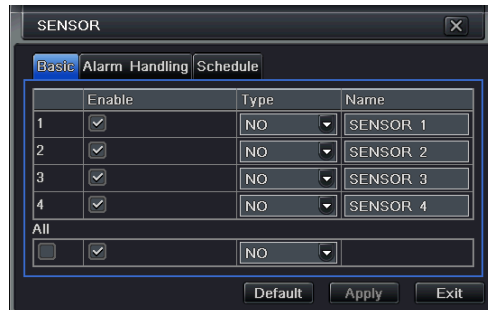 SENSOR
Basic Alarm Handling Schedule
Enable Type Name
1 NO SENSOR 1
2 NO SENSOR 2
3 NO SENSOR 3
4 NO SENSOR 4
All
NO
Default Apply Exit